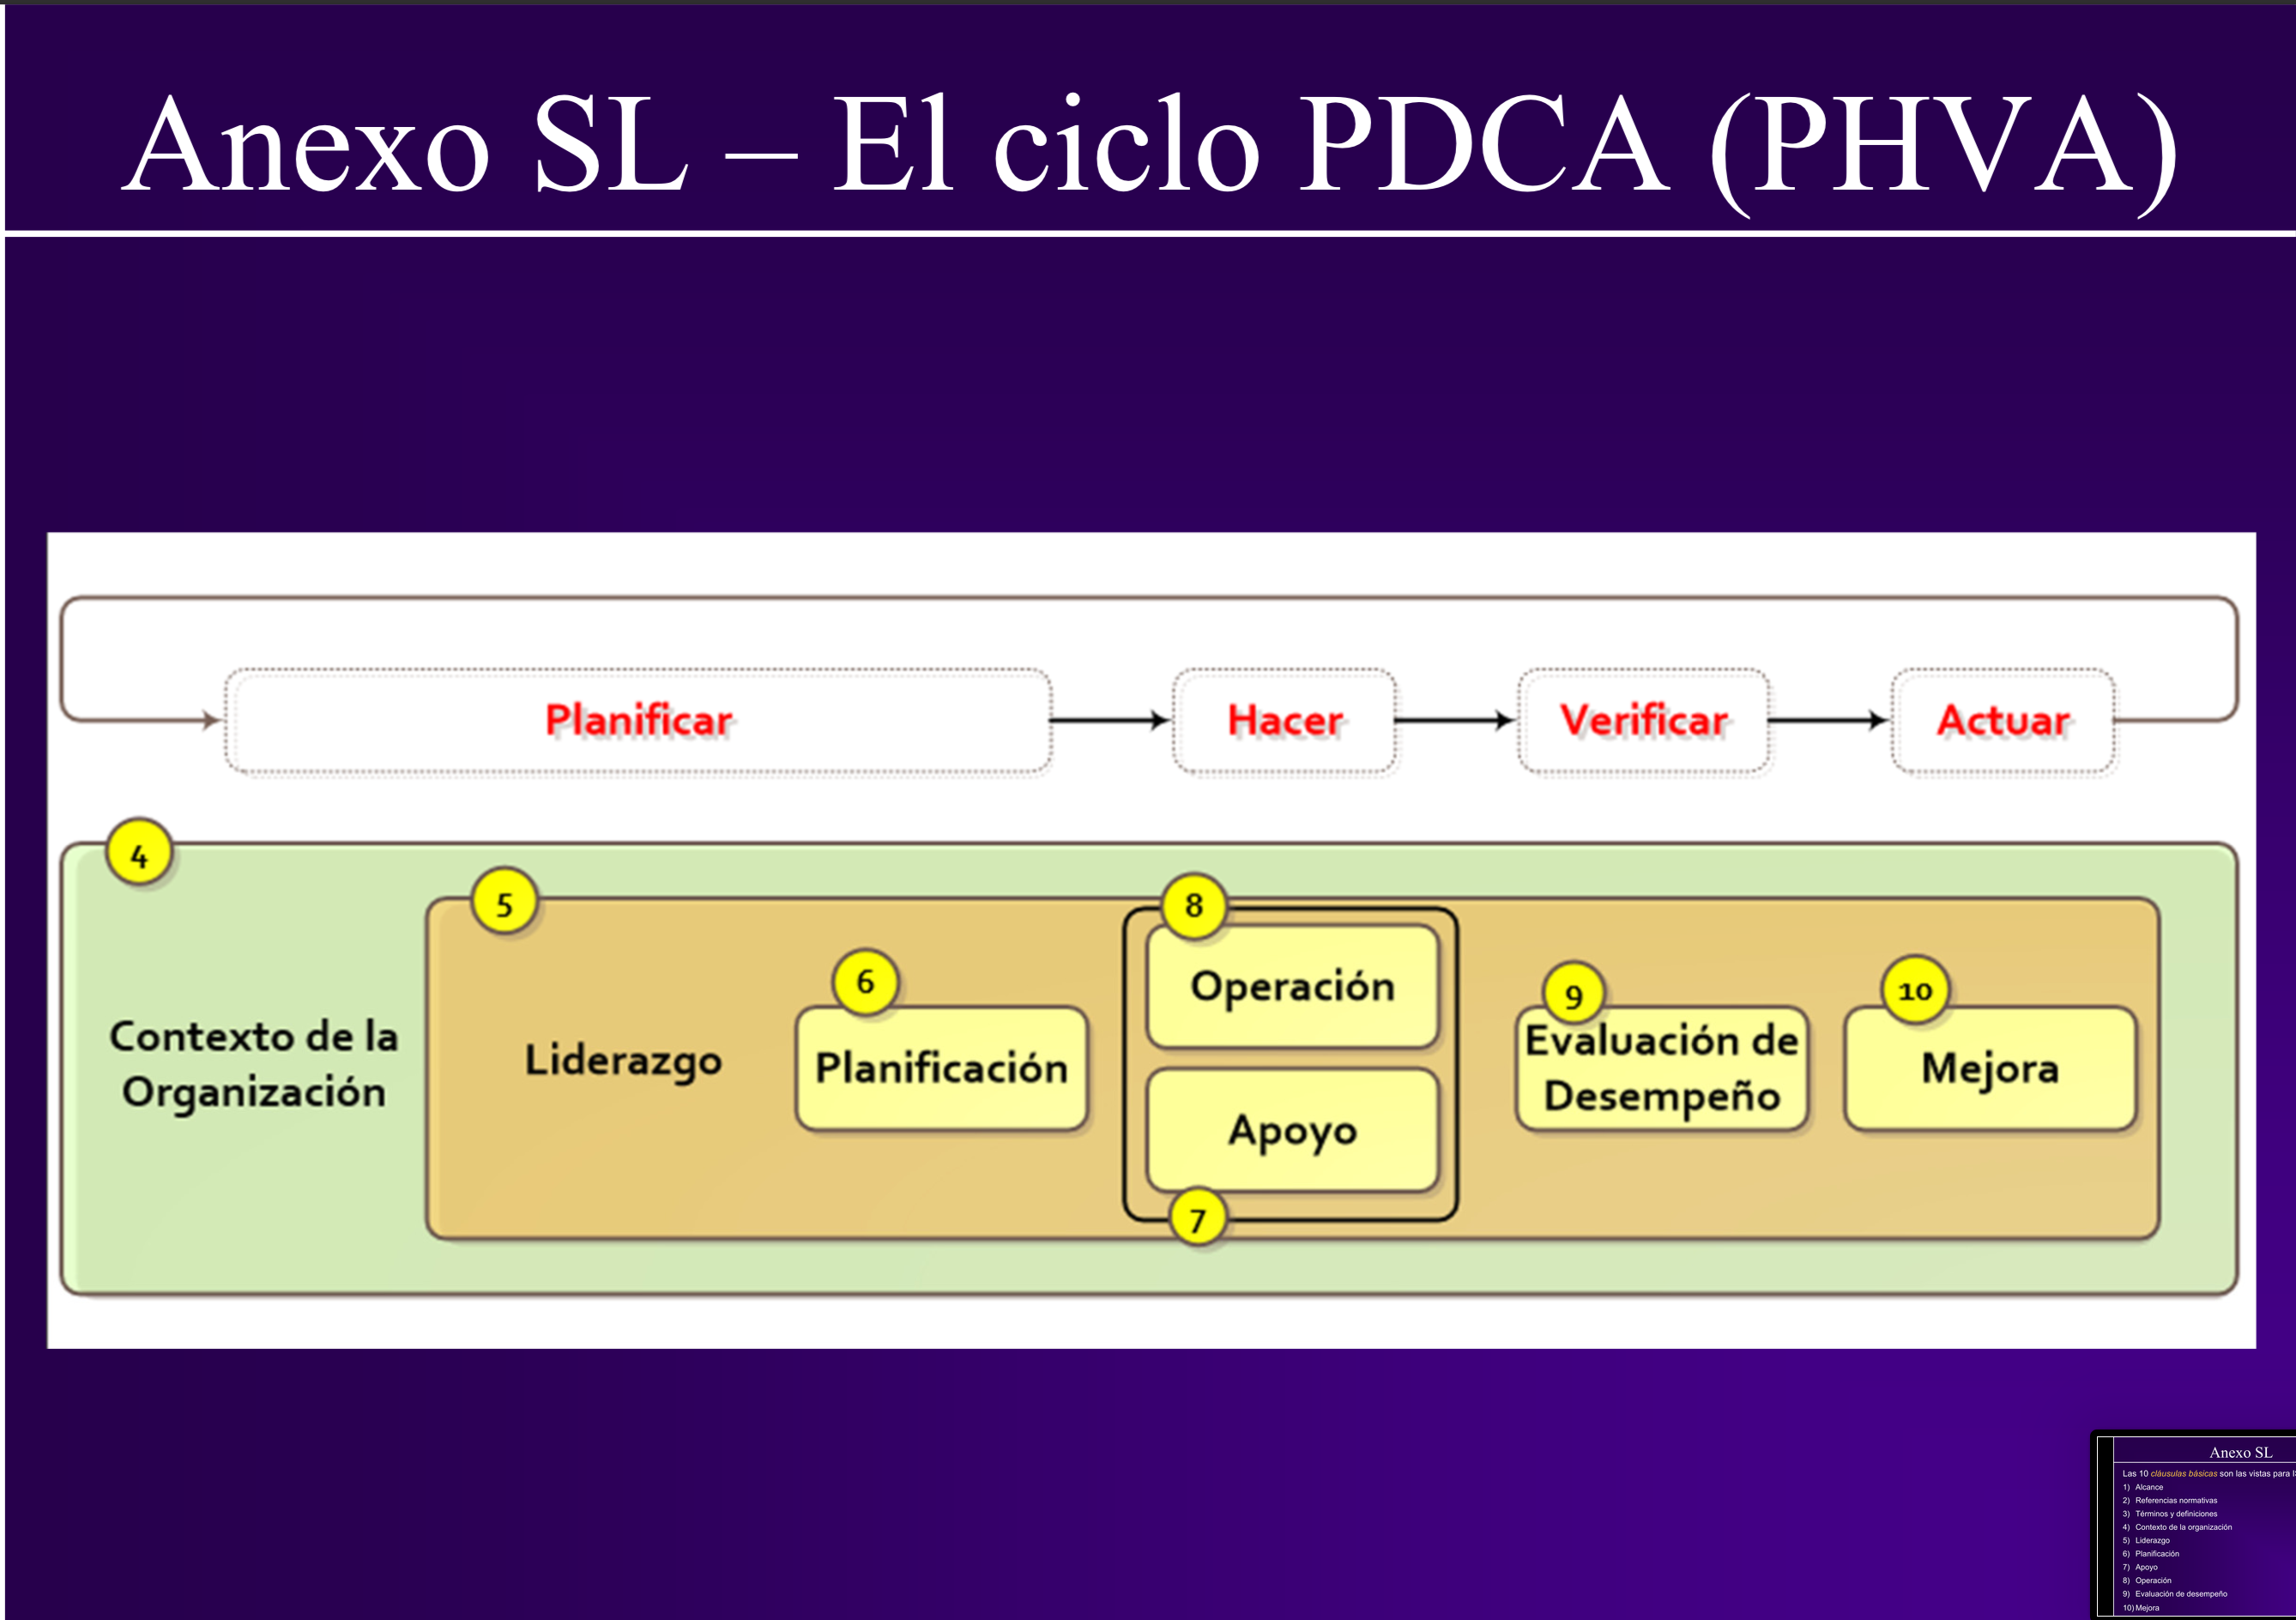 Anexo SL – El ciclo PDCA (PHVA)
Planificar
Hacer
Verificar
Actuar
4
5
8
6
9
10
Contexto de la
Organización
Liderazgo
Planificación
Operación
Apoyo
Evaluación de
Desempeño
Mejora
7
Anexo SL
Las 10 cláusulas básicas son las vistas para
1) Alcance
2) Referencias normativas
3) Términos y definiciones
4) Contexto de la organización
5) Liderazgo
6) Planificación
7) Apoyo
8) Operación
9) Evaluación de desempeño
10) Mejora